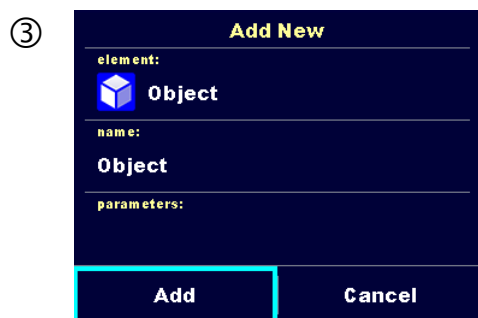 ③
Add New
element:
Object
name:
Object
parameters:
Add Cancel